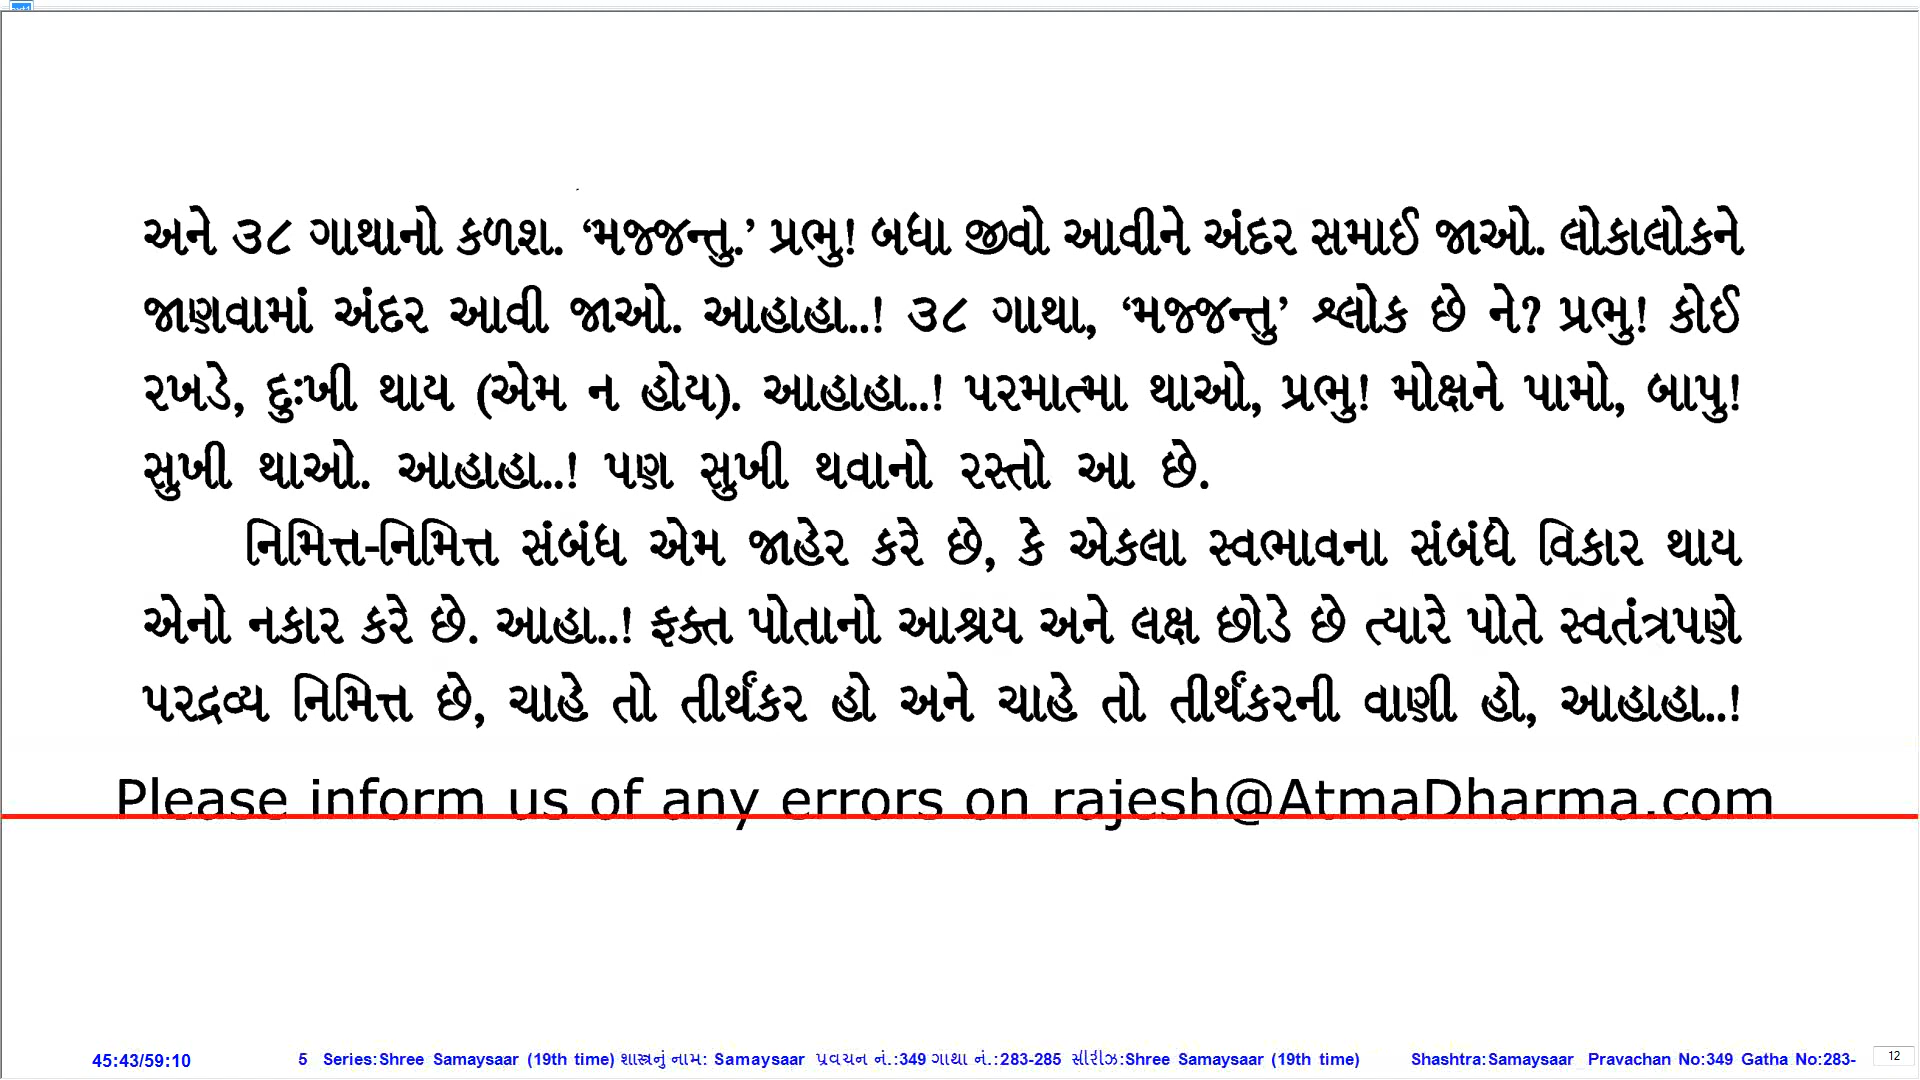 અને ૩૮ ગાથાનો કળશ. ‘મજ્જન્તુ.’ પ્રભુ! બધા જીવો આવીને અંદર સમાઈ જાઓ. લોકાલોકને
જાણવામાં અંદર આવી જાઓ. આહાહા..! ૩૮ ગાથા, ‘મજ્જન્તુ’ શ્લોક છે ને? પ્રભુ! કોઈ
રખડે, દુઃખી થાય (એમ ન હોય). આહાહા..! પરમાત્મા થાઓ, પ્રભુ! મોક્ષને પામો, બાપુ!
સુખી થાઓ. આહાહા..! પણ સુખી થવાનો રસ્તો આ છે.
નિમિત્ત-નિમિત્ત સંબંધ એમ જાહેર કરે છે, કે એકલા સ્વભાવના સંબંધે વિકાર થાય
એનો નકાર કરે છે. આહા..! ફક્ત પોતાનો આશ્રય અને લક્ષ છોડે છે ત્યારે પોતે સ્વતંત્રપણે
પરદ્રવ્ય નિમિત્ત છે, ચાહે તો તીર્થંકર હો અને ચાહે તો તીર્થંકરની વાણી હો, આહાહા..!
Please inform us of any errors on rajesh@AtmaDharma.com
45:43/59:10 5 Series:Shree Samaysaar (19th time) શાસ્ત્રનું નામ: Samaysaar પ્રવચન નં.:349 ગાથા નં.:283-285 સીરીઝ:Shree Samaysaar (19th time) Shashtra:Samaysaar Pravachan No:349 Gatha No:283- 12